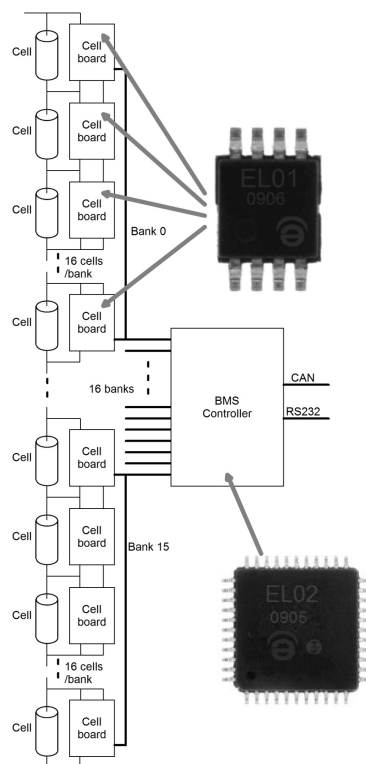 Cell
Cell
board
Cell
Cell
board
EL01
0906
Cell
Cell
board
Bank 0
16 cells
/bank
Cell
Cell
board
16 banks
BMS
Controller
CAN
RS232
Cell
Cell
board
Cell
Cell
board
Bank 15
EL02
0905
Cell
Cell
board
16 cells
/bank
Cell
Cell
board